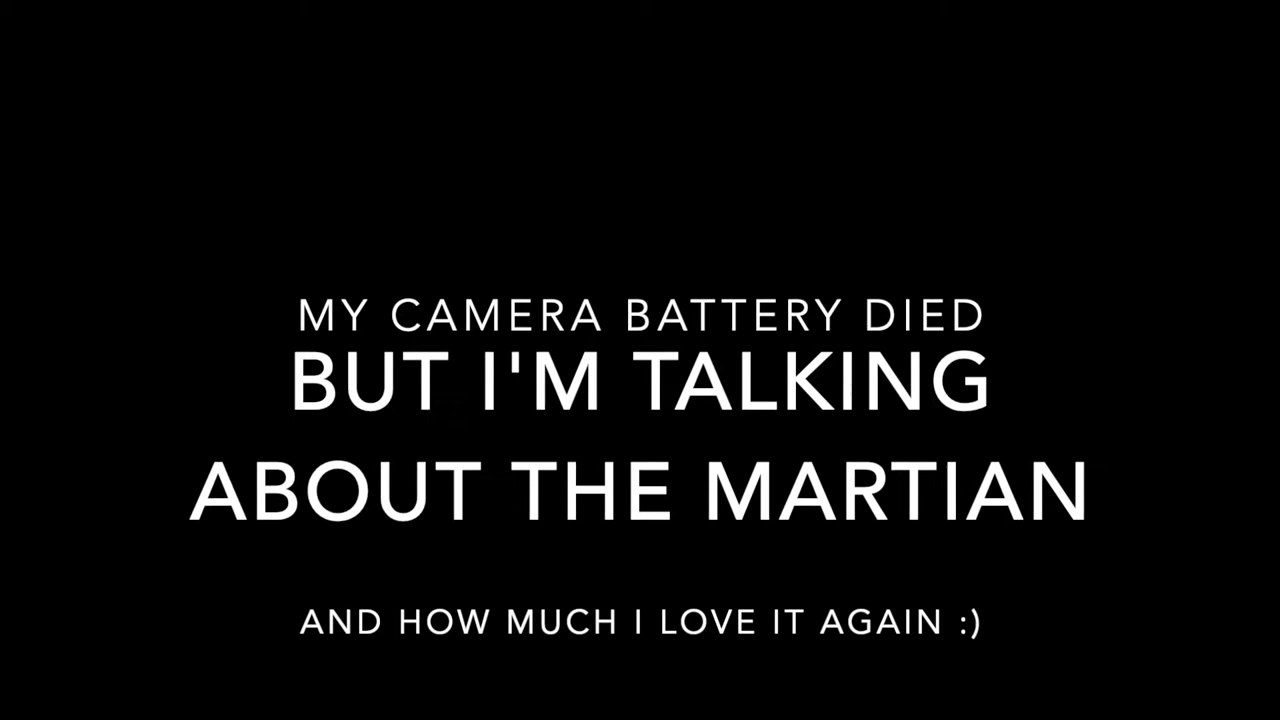 MY CAMERA BATTERY DIED
BUT I'M TALKING
ABOUT THE MARTIAN
AND HOW MUCH I LOVE IT AGAIN :)